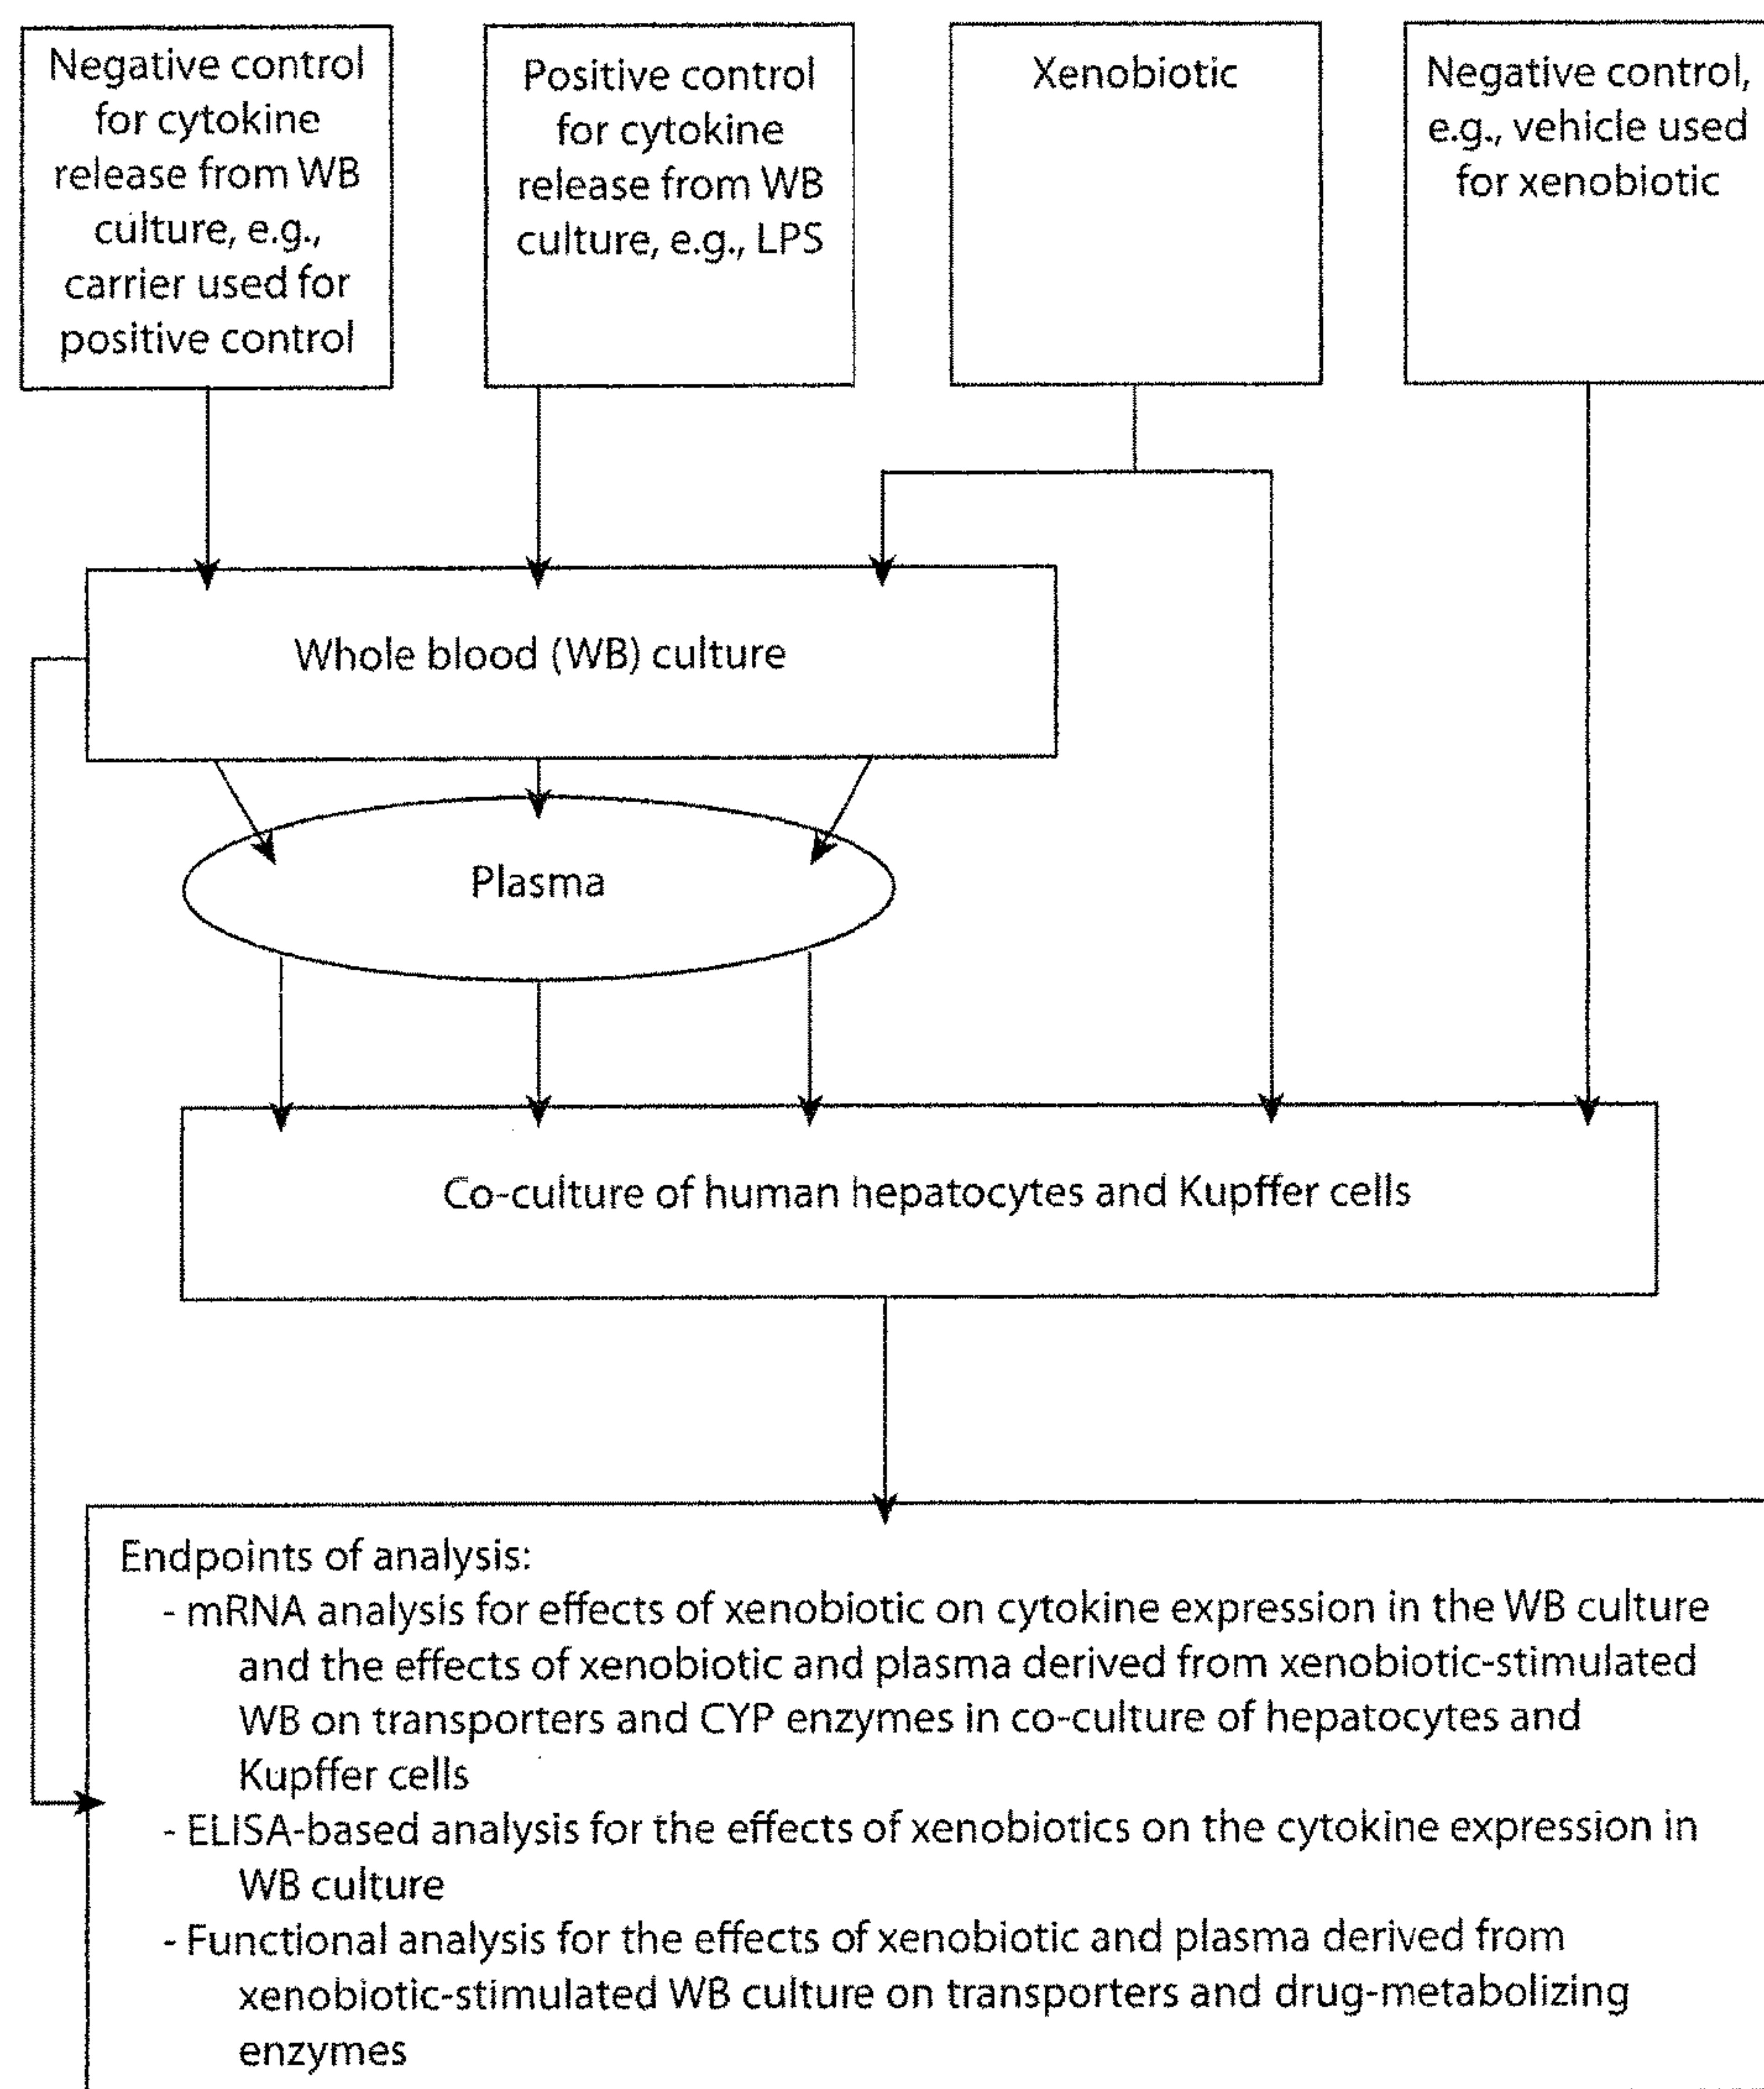 Negative control
for cytokine
release from WB
culture, e.g.,
carrier used for
positive control
Positive control
for cytokine
release from WB
culture, e.g., LPS
Xenobiotic
Negative control,
e.g., vehicle used
for xenobiotic
Whole blood (WB) culture
Plasma
Co-culture of human hepatocytes and Kupffer cells
Endpoints of analysis:
- mRNA analysis for effects of xenobiotic on cytokine expression in the WB culture
and the effects of xenobiotic and plasma derived from xenobiotic-stimulated
WB on transporters and CYP enzymes in co-culture of hepatocytes and
Kupffer cells
- ELISA-based analysis for the effects of xenobiotics on the cytokine expression in
WB culture
- Functional analysis for the effects of xenobiotic and plasma derived from
xenobiotic-stimulated WB culture on transporters and drug-metabolizing
enzymes